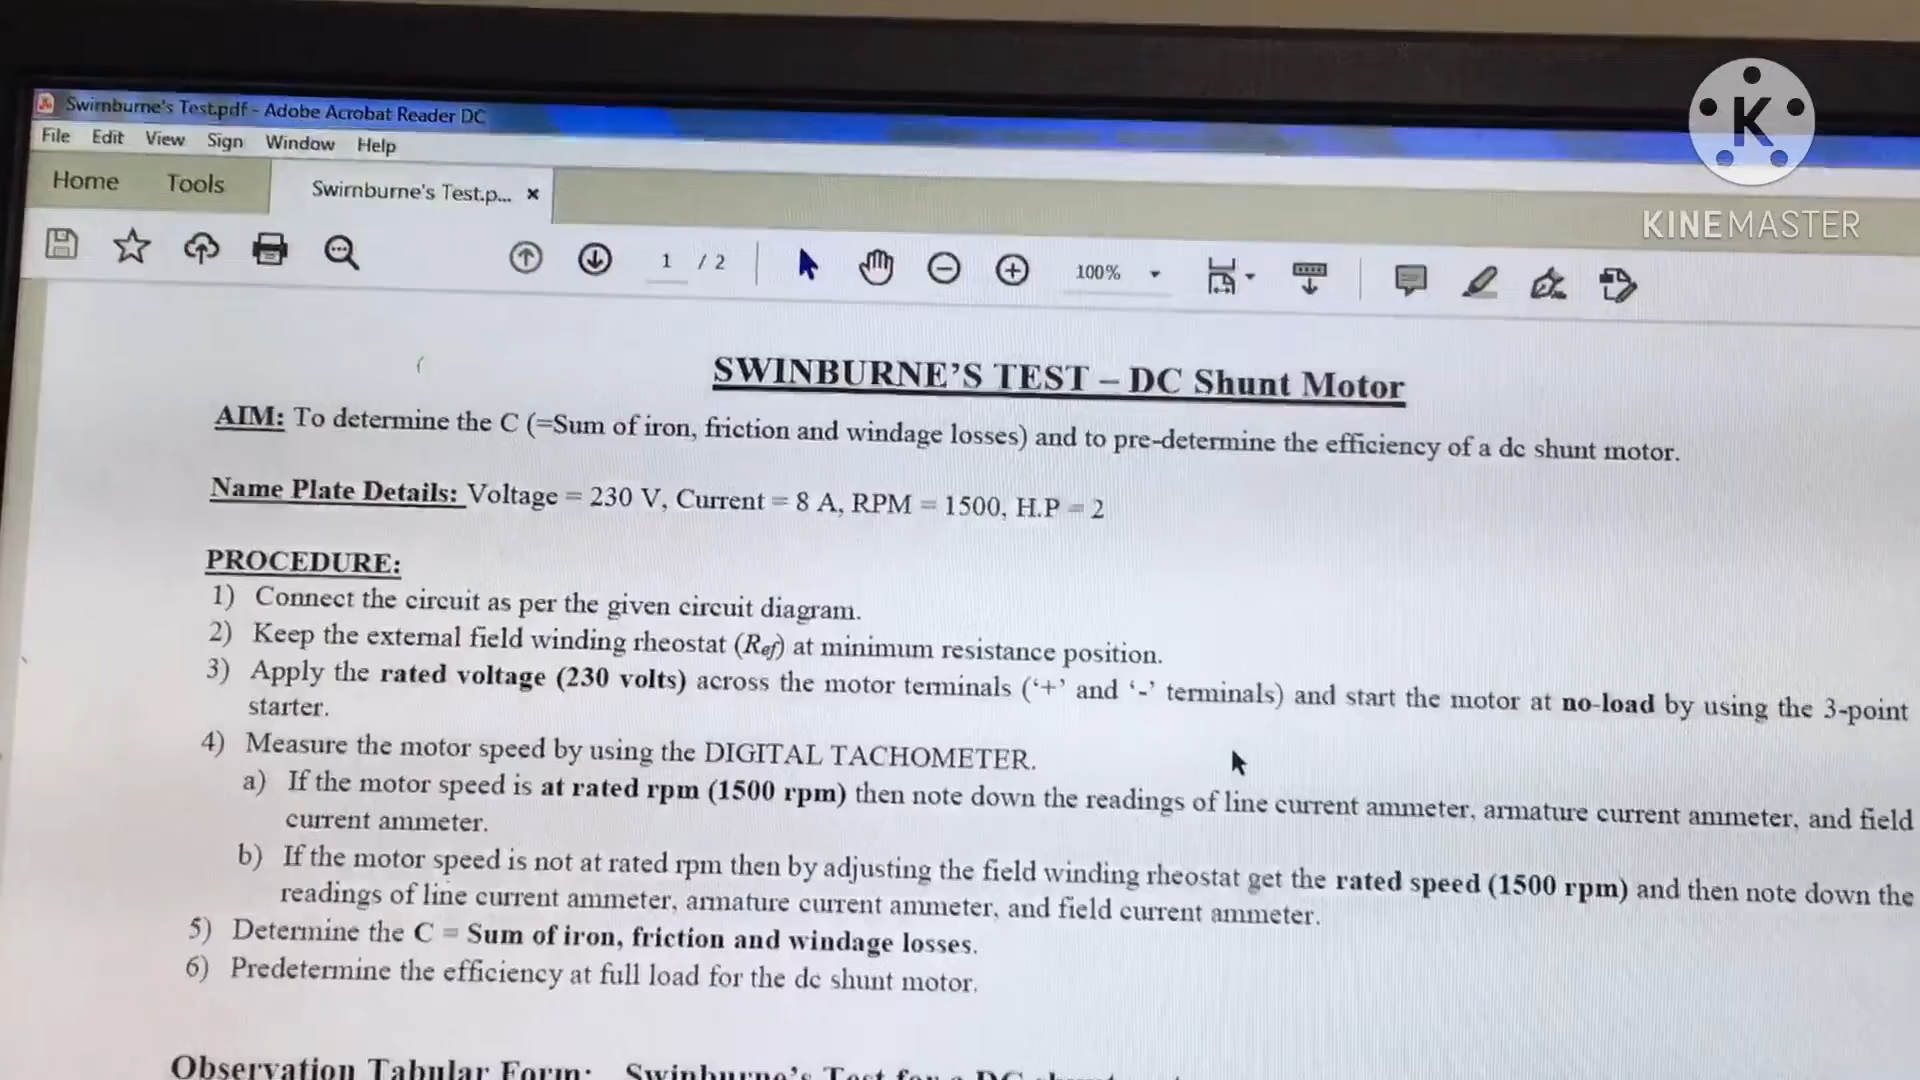 Swirnburne's Test.pdf - Adobe Acrobat Reader DC
File Edit View Sign Window Help
Home Tools Swirnburne's Test.p... ×
1 / 2 100%
K
KINEMASTER
SWINBURNE'S TEST – DC Shunt Motor
AIM: To determine the C (=Sum of iron, friction and windage losses) and to pre-determine the efficiency of a dc shunt motor.
Name Plate Details: Voltage = 230 V, Current = 8 A, RPM = 1500, H.P = 2
PROCEDURE:
1) Connect the circuit as per the given circuit diagram.
2) Keep the external field winding rheostat (Ref) at minimum resistance position.
3) Apply the rated voltage (230 volts) across the motor terminals ('+' and '-' terminals) and start the motor at no-load by using the 3-point
starter.
4) Measure the motor speed by using the DIGITAL TACHOMETER.
a) If the motor speed is at rated rpm (1500 rpm) then note down the readings of line current ammeter, armature current ammeter, and field
current ammeter.
b) If the motor speed is not at rated rpm then by adjusting the field winding rheostat get the rated speed (1500 rpm) and then note down the
readings of line current ammeter, armature current ammeter, and field current ammeter.
5) Determine the C = Sum of iron, friction and windage losses.
6) Predetermine the efficiency at full load for the dc shunt motor.
Observation Tabular Form: Swinburne's Test for a DC shunt